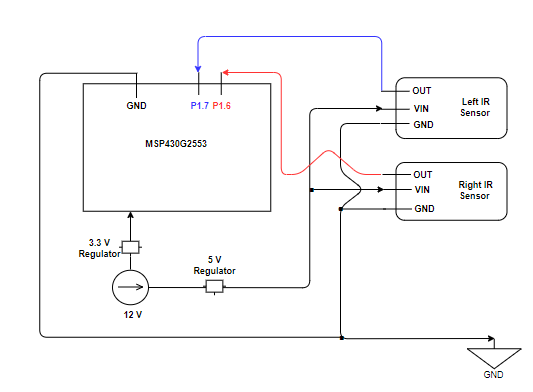 OUT
GND
P1.7 P1.6
VIN
Left IR
Sensor
GND
MSP430G2553
OUT
VIN
Right IR
Sensor
GND
3.3 V
Regulator
5 V
Regulator
12 V
GND